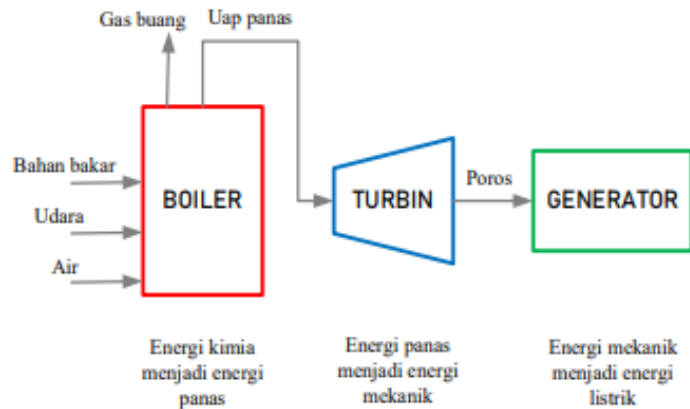 Gas buang
Uap panas
Bahan bakar
Udara
Air
BOILER
TURBIN
Poros
GENERATOR
Energi kimia
menjadi energi
panas
Energi panas
menjadi energi
mekanik
Energi mekanik
menjadi energi
listrik